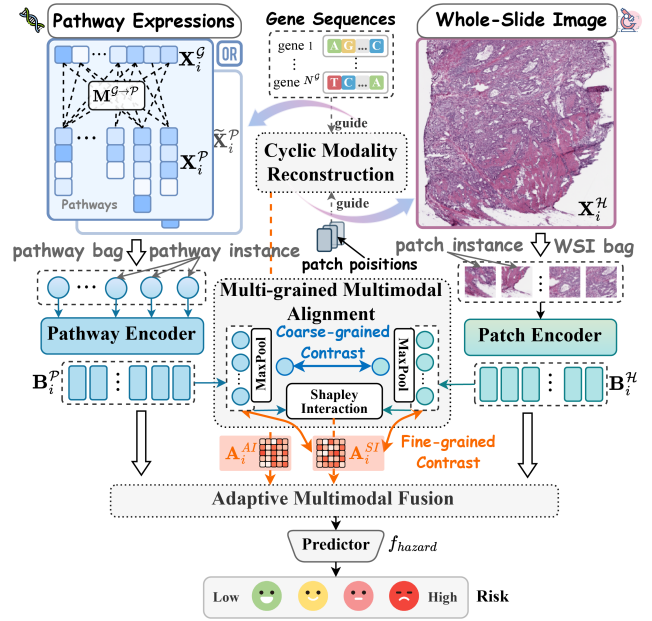 Pathway Expressions
Gene Sequences
Whole-Slide Image
X_i^G
OR
gene 1
A G ... C
gene N^G
T C ... A
M^{G→P}
X̃_i^P
X_i^P
Pathways
guide
Cyclic Modality
Reconstruction
guide
X_i^H
patch poisitions
pathway bag
pathway instance
patch instance
WSI bag
Multi-grained Multimodal
Alignment
Pathway Encoder
Patch Encoder
MaxPool
Coarse-grained
Contrast
MaxPool
B_i^P
Shapley
Interaction
B_i^H
A_i^{AI}
A_i^{SI}
Fine-grained
Contrast
Adaptive Multimodal Fusion
Predictor
f_{hazard}
Low
High
Risk